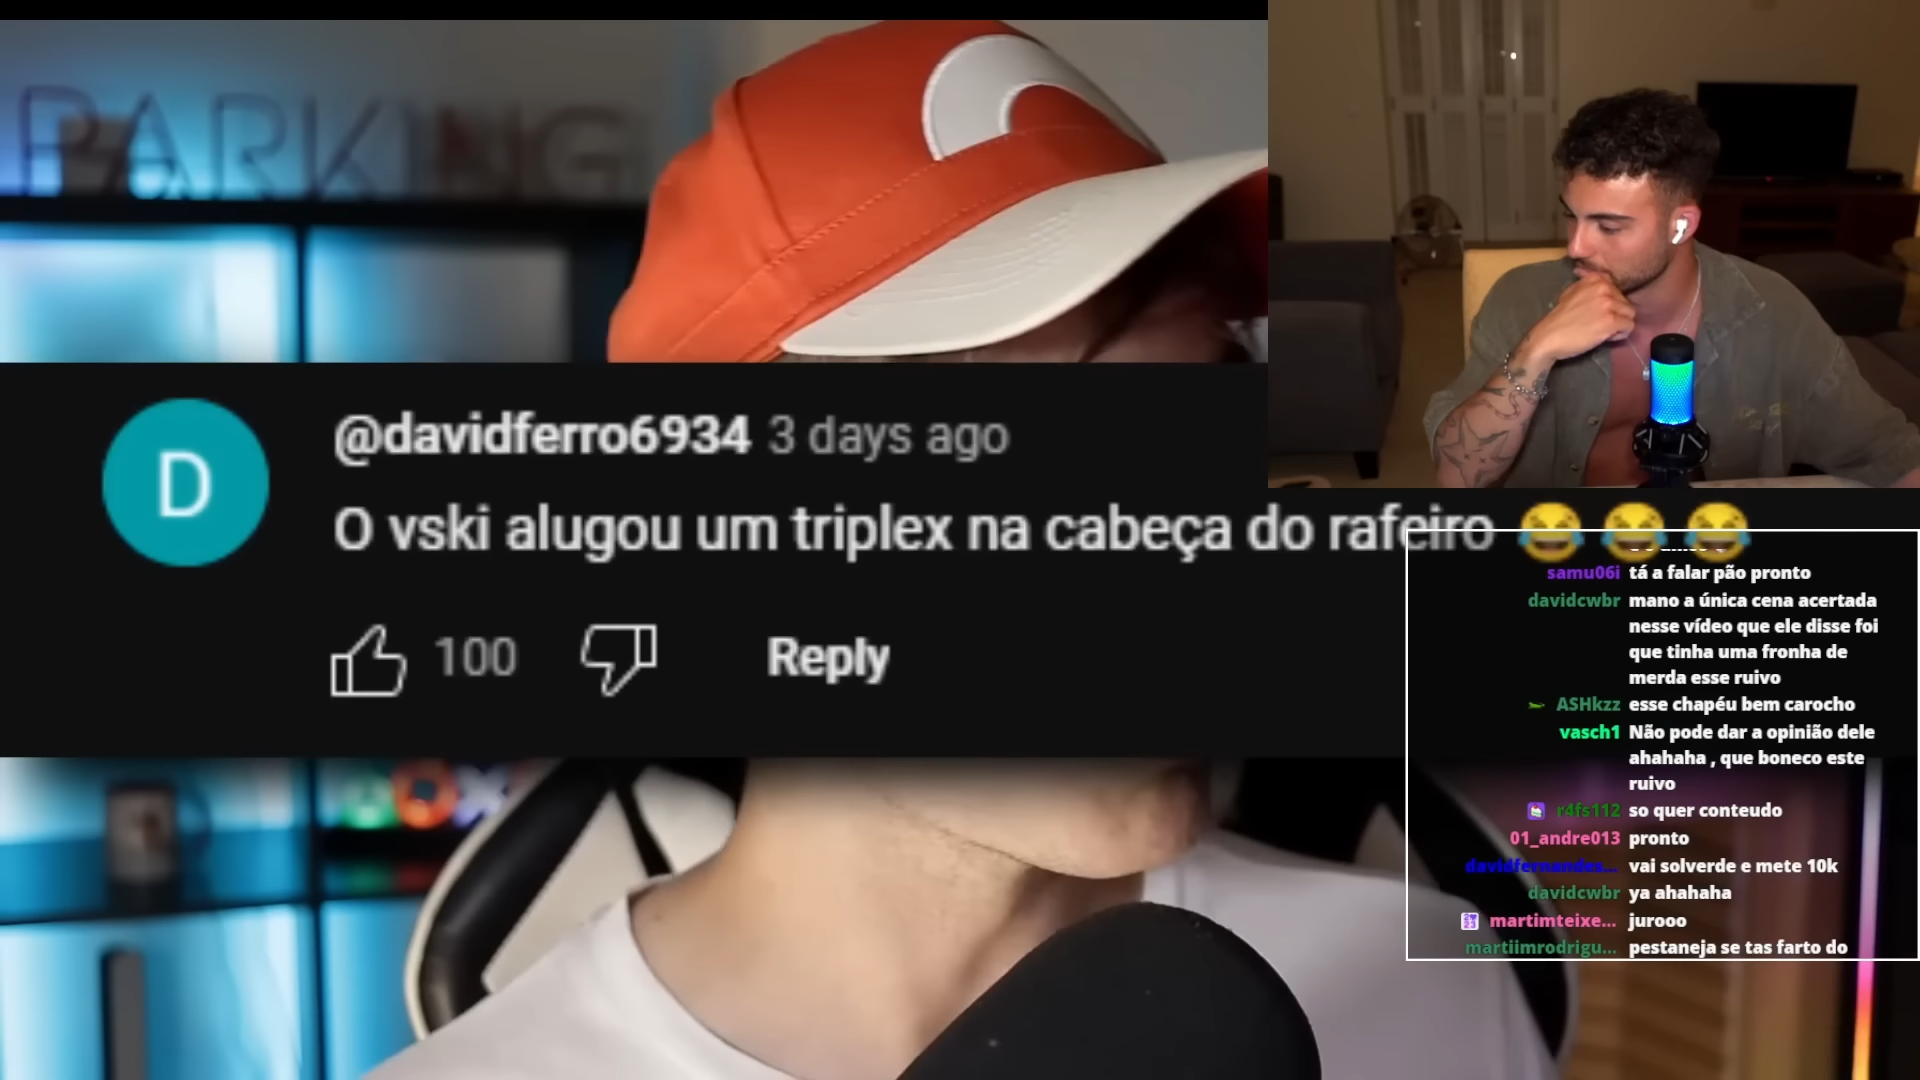 PARKING
@davidferro6934 3 days ago
O vski alugou um triplex na cabeça do rafeiro 😂 😂 😂
100 Reply
samu06i tá a falar pão pronto
davidcwbr mano a única cena acertada
nesse vídeo que ele disse foi
que tinha uma fronha de
merda esse ruivo
ASHkzz esse chapéu bem carocho
vasch1 Não pode dar a opinião dele
ahahaha , que boneco este
ruivo
r4fs112 so quer conteudo
01_andre013 pronto
davidfernandes... vai solverde e mete 10k
davidcwbr ya ahahaha
martimteixe... jurooo
martiimrodrigu... pestaneja se tas farto do